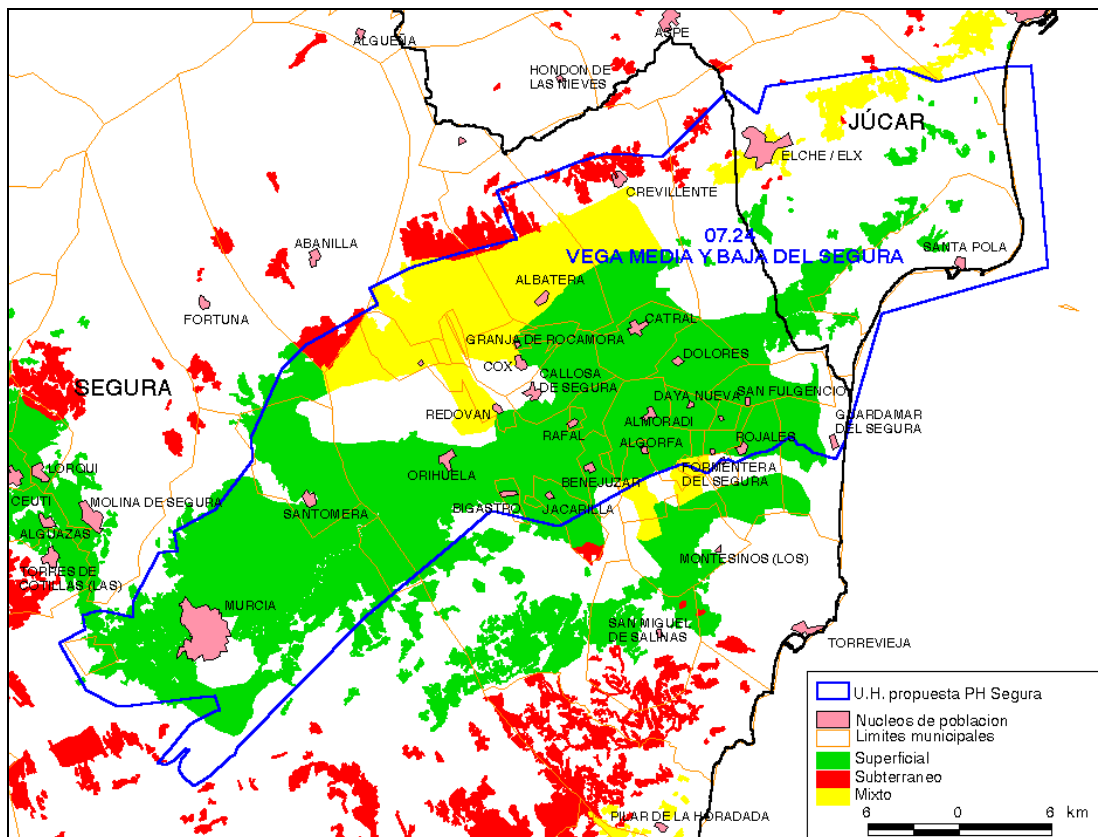 ALGUEÑA
ASPE
HONDON DE
LAS NIEVES
JÚCAR
ELCHE / ELX
CREVILLENTE
07.24
VEGA MEDIA Y BAJA DEL SEGURA
SANTA POLA
ABANILLA
ALBATERA
FORTUNA
CATRAL
GRANJA DE ROCAMORA
DOLORES
COX
SEGURA
CALLOSA
DE SEGURA
DAYA NUEVA
SAN FULGENCIO
REDOVAN
ALMORADI
GUARDAMAR
DEL SEGURA
RAFAL
ALGORFA
ROJALES
ORIHUELA
FORMENTERA
DEL SEGURA
LORQUI
BENEJUZAR
CEUTI
MOLINA DE SEGURA
SANTOMERA
BIGASTRO
JACARILLA
ALGUAZAS
MONTESINOS (LOS)
TORRES DE
COTILLAS (LAS)
MURCIA
SAN MIGUEL
DE SALINAS
TORREVIEJA
PILAR DE LA HORADADA
U.H. propuesta PH Segura
Nucleos de poblacion
Limites municipales
Superficial
Subterraneo
Mixto
6 0 6 km